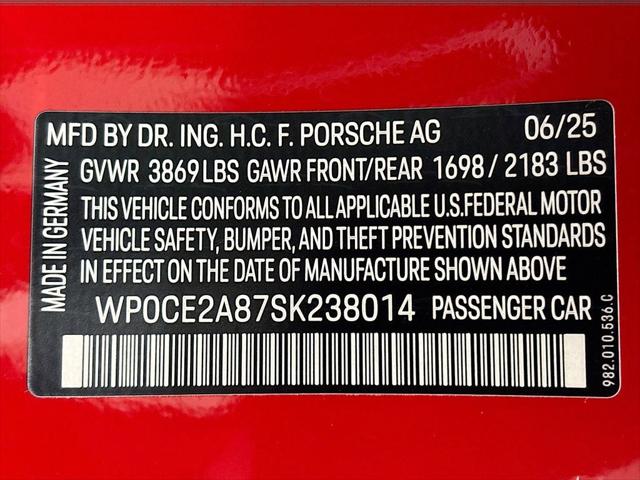 MFD BY DR. ING. H.C. F. PORSCHE AG 06/25
GVWR 3869 LBS GAWR FRONT/REAR 1698 / 2183 LBS
THIS VEHICLE CONFORMS TO ALL APPLICABLE U.S.FEDERAL MOTOR
VEHICLE SAFETY, BUMPER, AND THEFT PREVENTION STANDARDS
IN EFFECT ON THE DATE OF MANUFACTURE SHOWN ABOVE
WP0CE2A87SK238014 PASSENGER CAR
MADE IN GERMANY
982.010.536.C